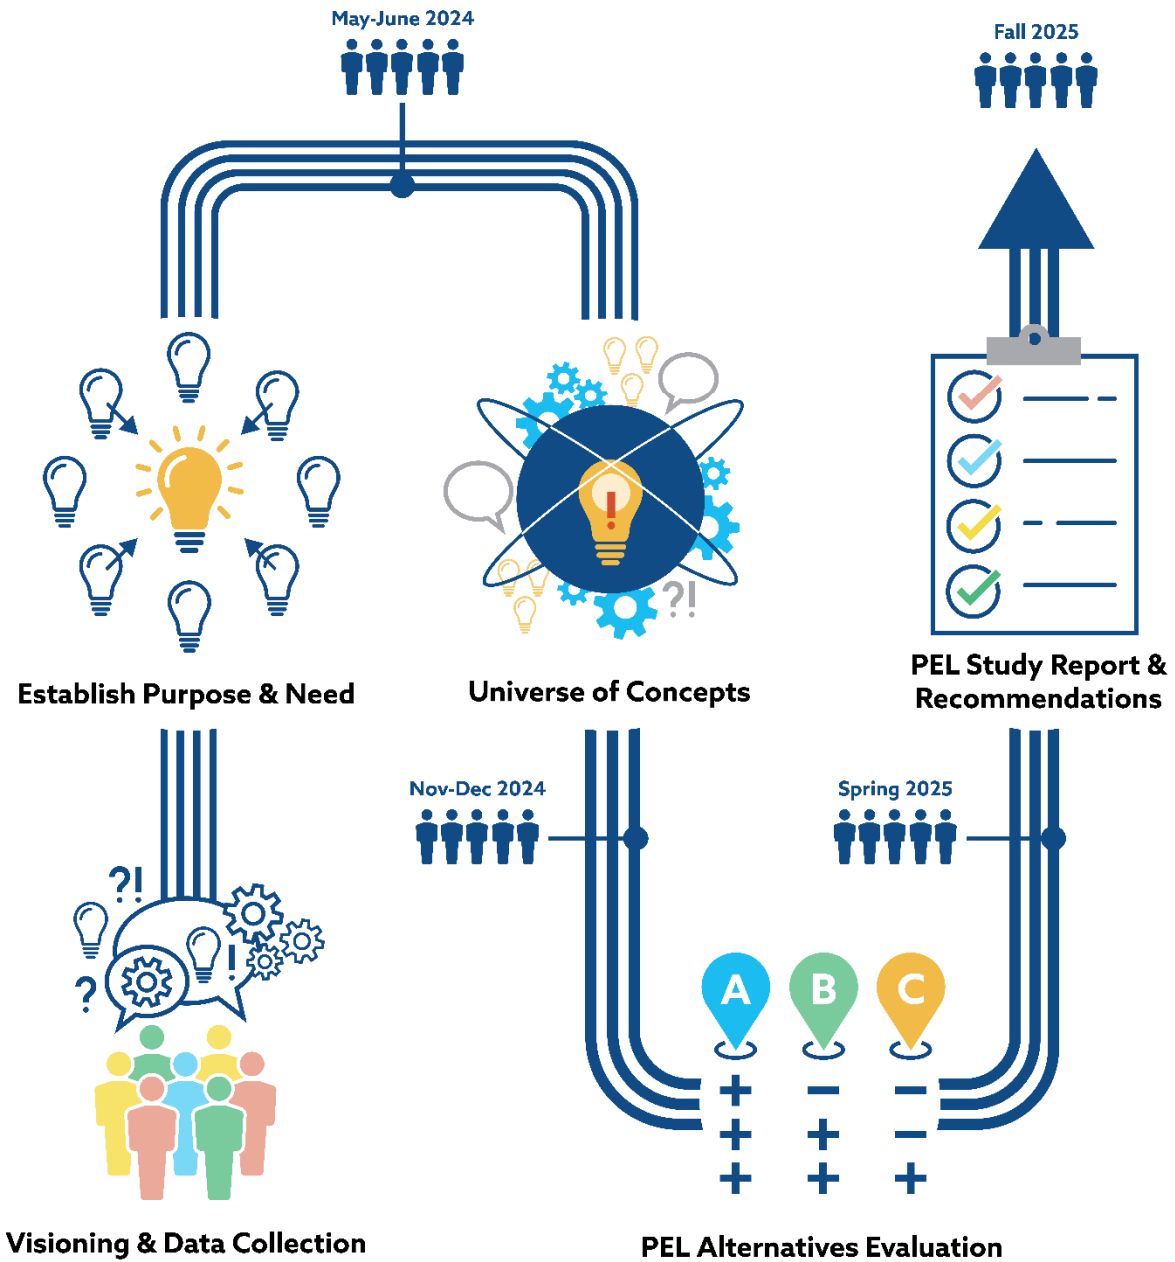 May-June 2024
Fall 2025
!
?!
Establish Purpose & Need
Universe of Concepts
PEL Study Report &
Recommendations
Nov-Dec 2024
Spring 2025
?!
!
?
A B C
+ − −
+ + −
+ + +
Visioning & Data Collection
PEL Alternatives Evaluation